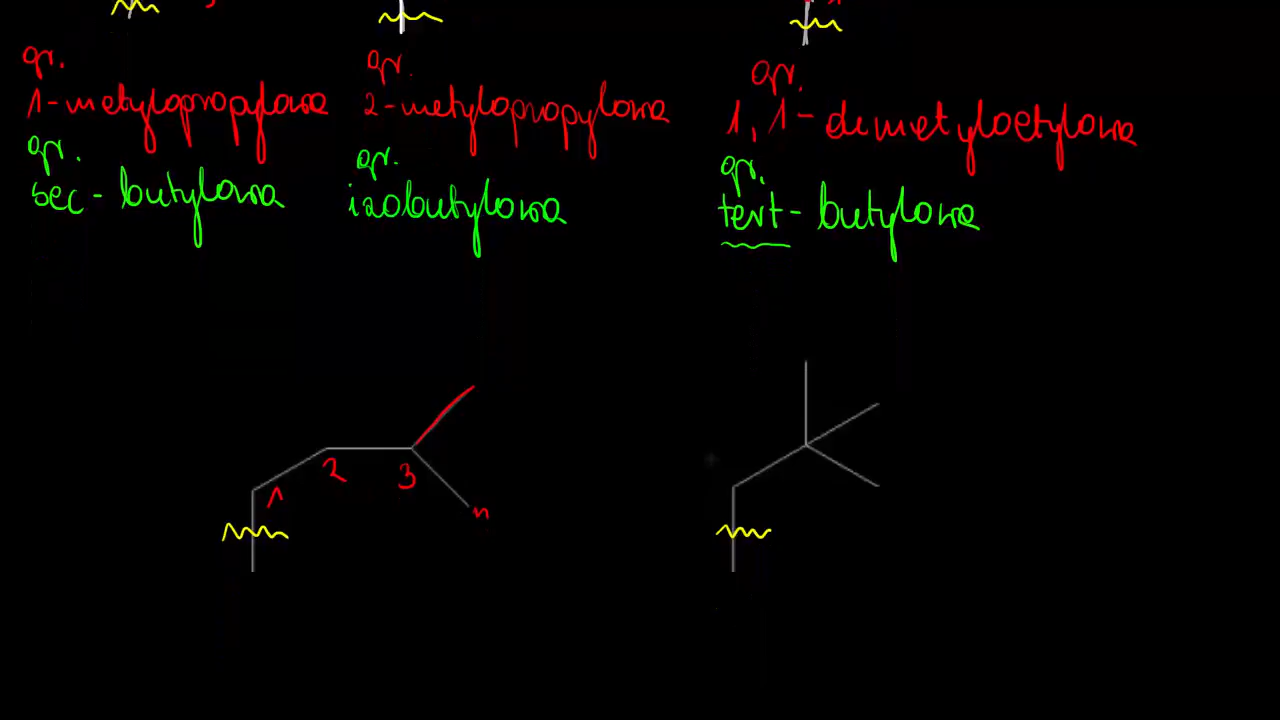 gr. gr. gr.
1-metylopropylowa 2-metylopropylowa 1,1-dimetyloetylowa
gr. gr. gr.
sec-butylowa izobutylowa tert-butylowa
1 2 3